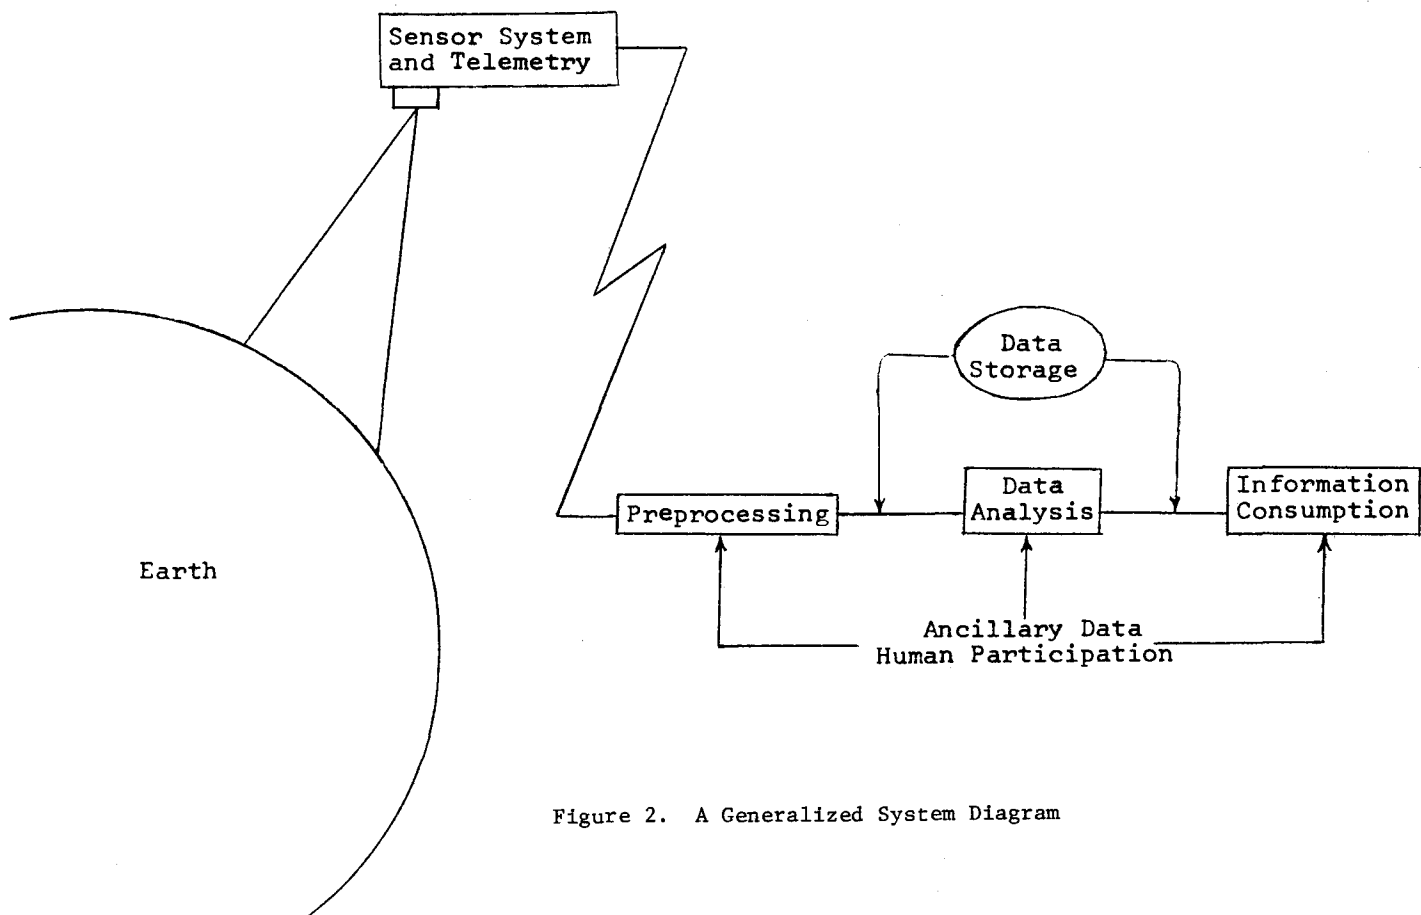 Sensor System
and Telemetry
Data
Storage
Preprocessing
Data
Analysis
Information
Consumption
Earth
Ancillary Data
Human Participation
Figure 2. A Generalized System Diagram